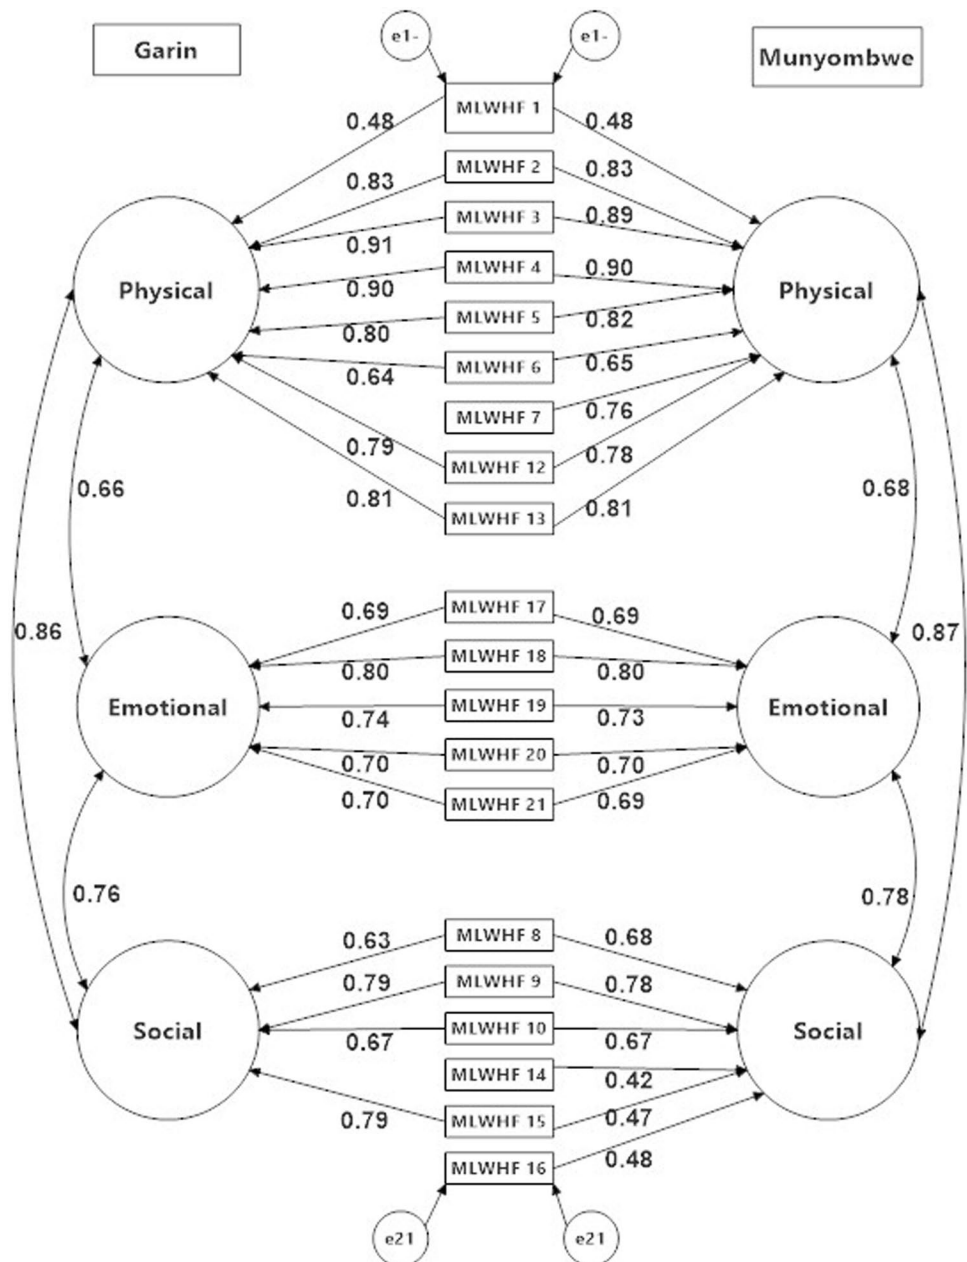 e1- e1-
Garin Munyombwe
MLWHF 1
0.48 0.48
MLWHF 2
0.83 0.83
MLWHF 3
0.91 0.89
MLWHF 4
0.90 0.90
Physical Physical
MLWHF 5
0.80 0.82
MLWHF 6
0.64 0.65
MLWHF 7
0.76
0.79 MLWHF 12 0.78
0.81 MLWHF 13 0.81
0.66 0.68
MLWHF 17
0.69 0.69
0.86 0.87
MLWHF 18
0.80 0.80
MLWHF 19
Emotional Emotional
0.74 0.73
MLWHF 20
0.70 0.70
0.70 MLWHF 21 0.69
0.76 0.78
0.63 MLWHF 8 0.68
0.79 MLWHF 9 0.78
Social MLWHF 10 Social
0.67 0.67
MLWHF 14
0.42
0.79 MLWHF 15 0.47
MLWHF 16 0.48
e21 e21